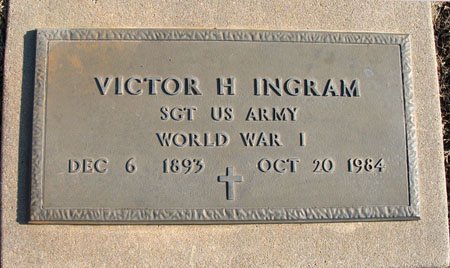 VICTOR H INGRAM
SGT US ARMY
WORLD WAR I
DEC 6 1893 OCT 20 1984